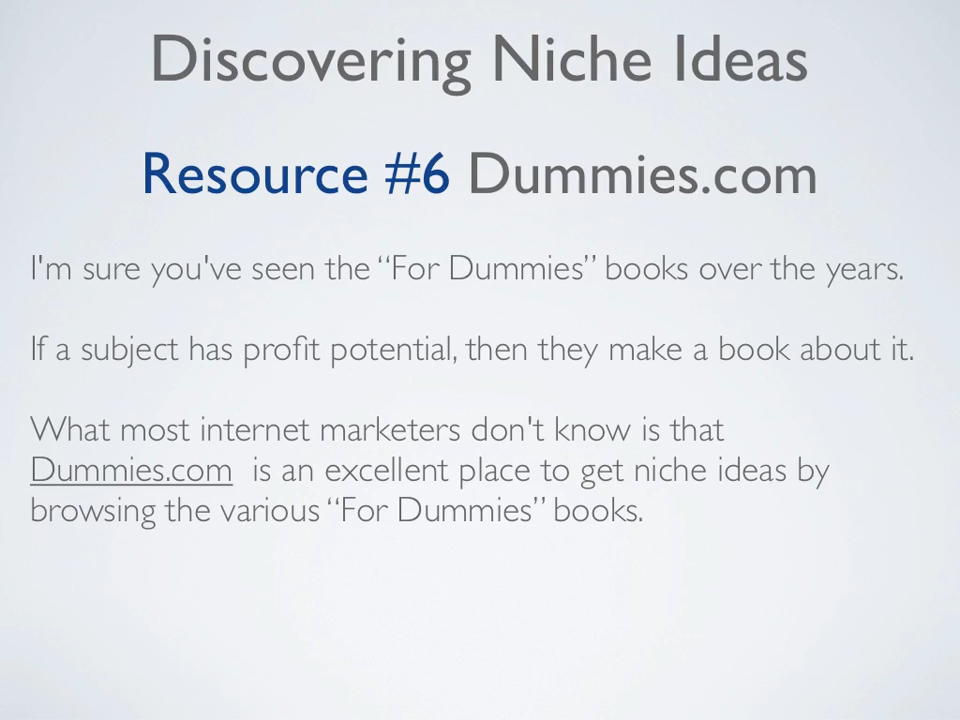 Discovering Niche Ideas
Resource #6 Dummies.com
I'm sure you've seen the “For Dummies” books over the years.
If a subject has profit potential, then they make a book about it.
What most internet marketers don't know is that
Dummies.com is an excellent place to get niche ideas by
browsing the various “For Dummies” books.